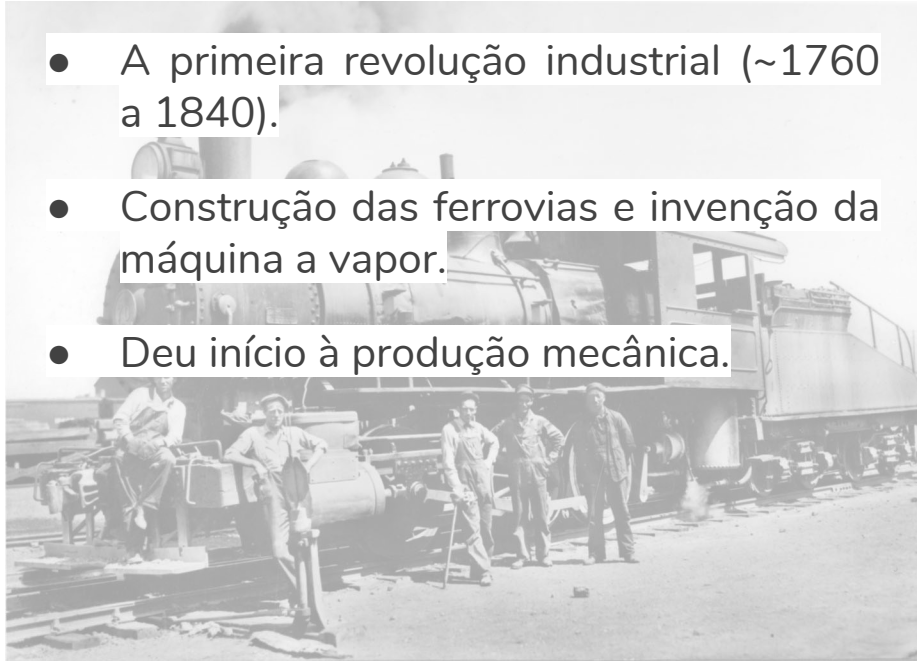 ● A primeira revolução industrial (~1760
a 1840).
● Construção das ferrovias e invenção da
máquina a vapor.
● Deu início à produção mecânica.